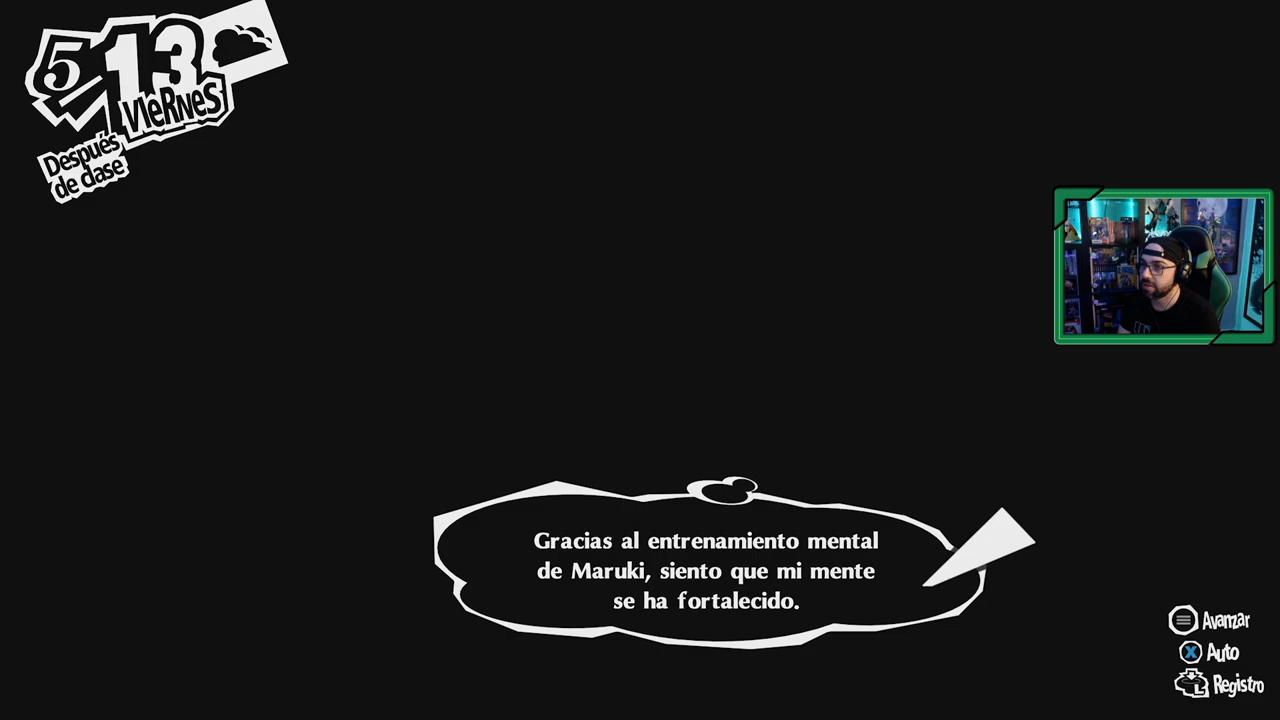 5 13
VIeRNeS
Después
de clase
Gracias al entrenamiento mental
de Maruki, siento que mi mente
se ha fortalecido.
Avanzar
X Auto
L Registro